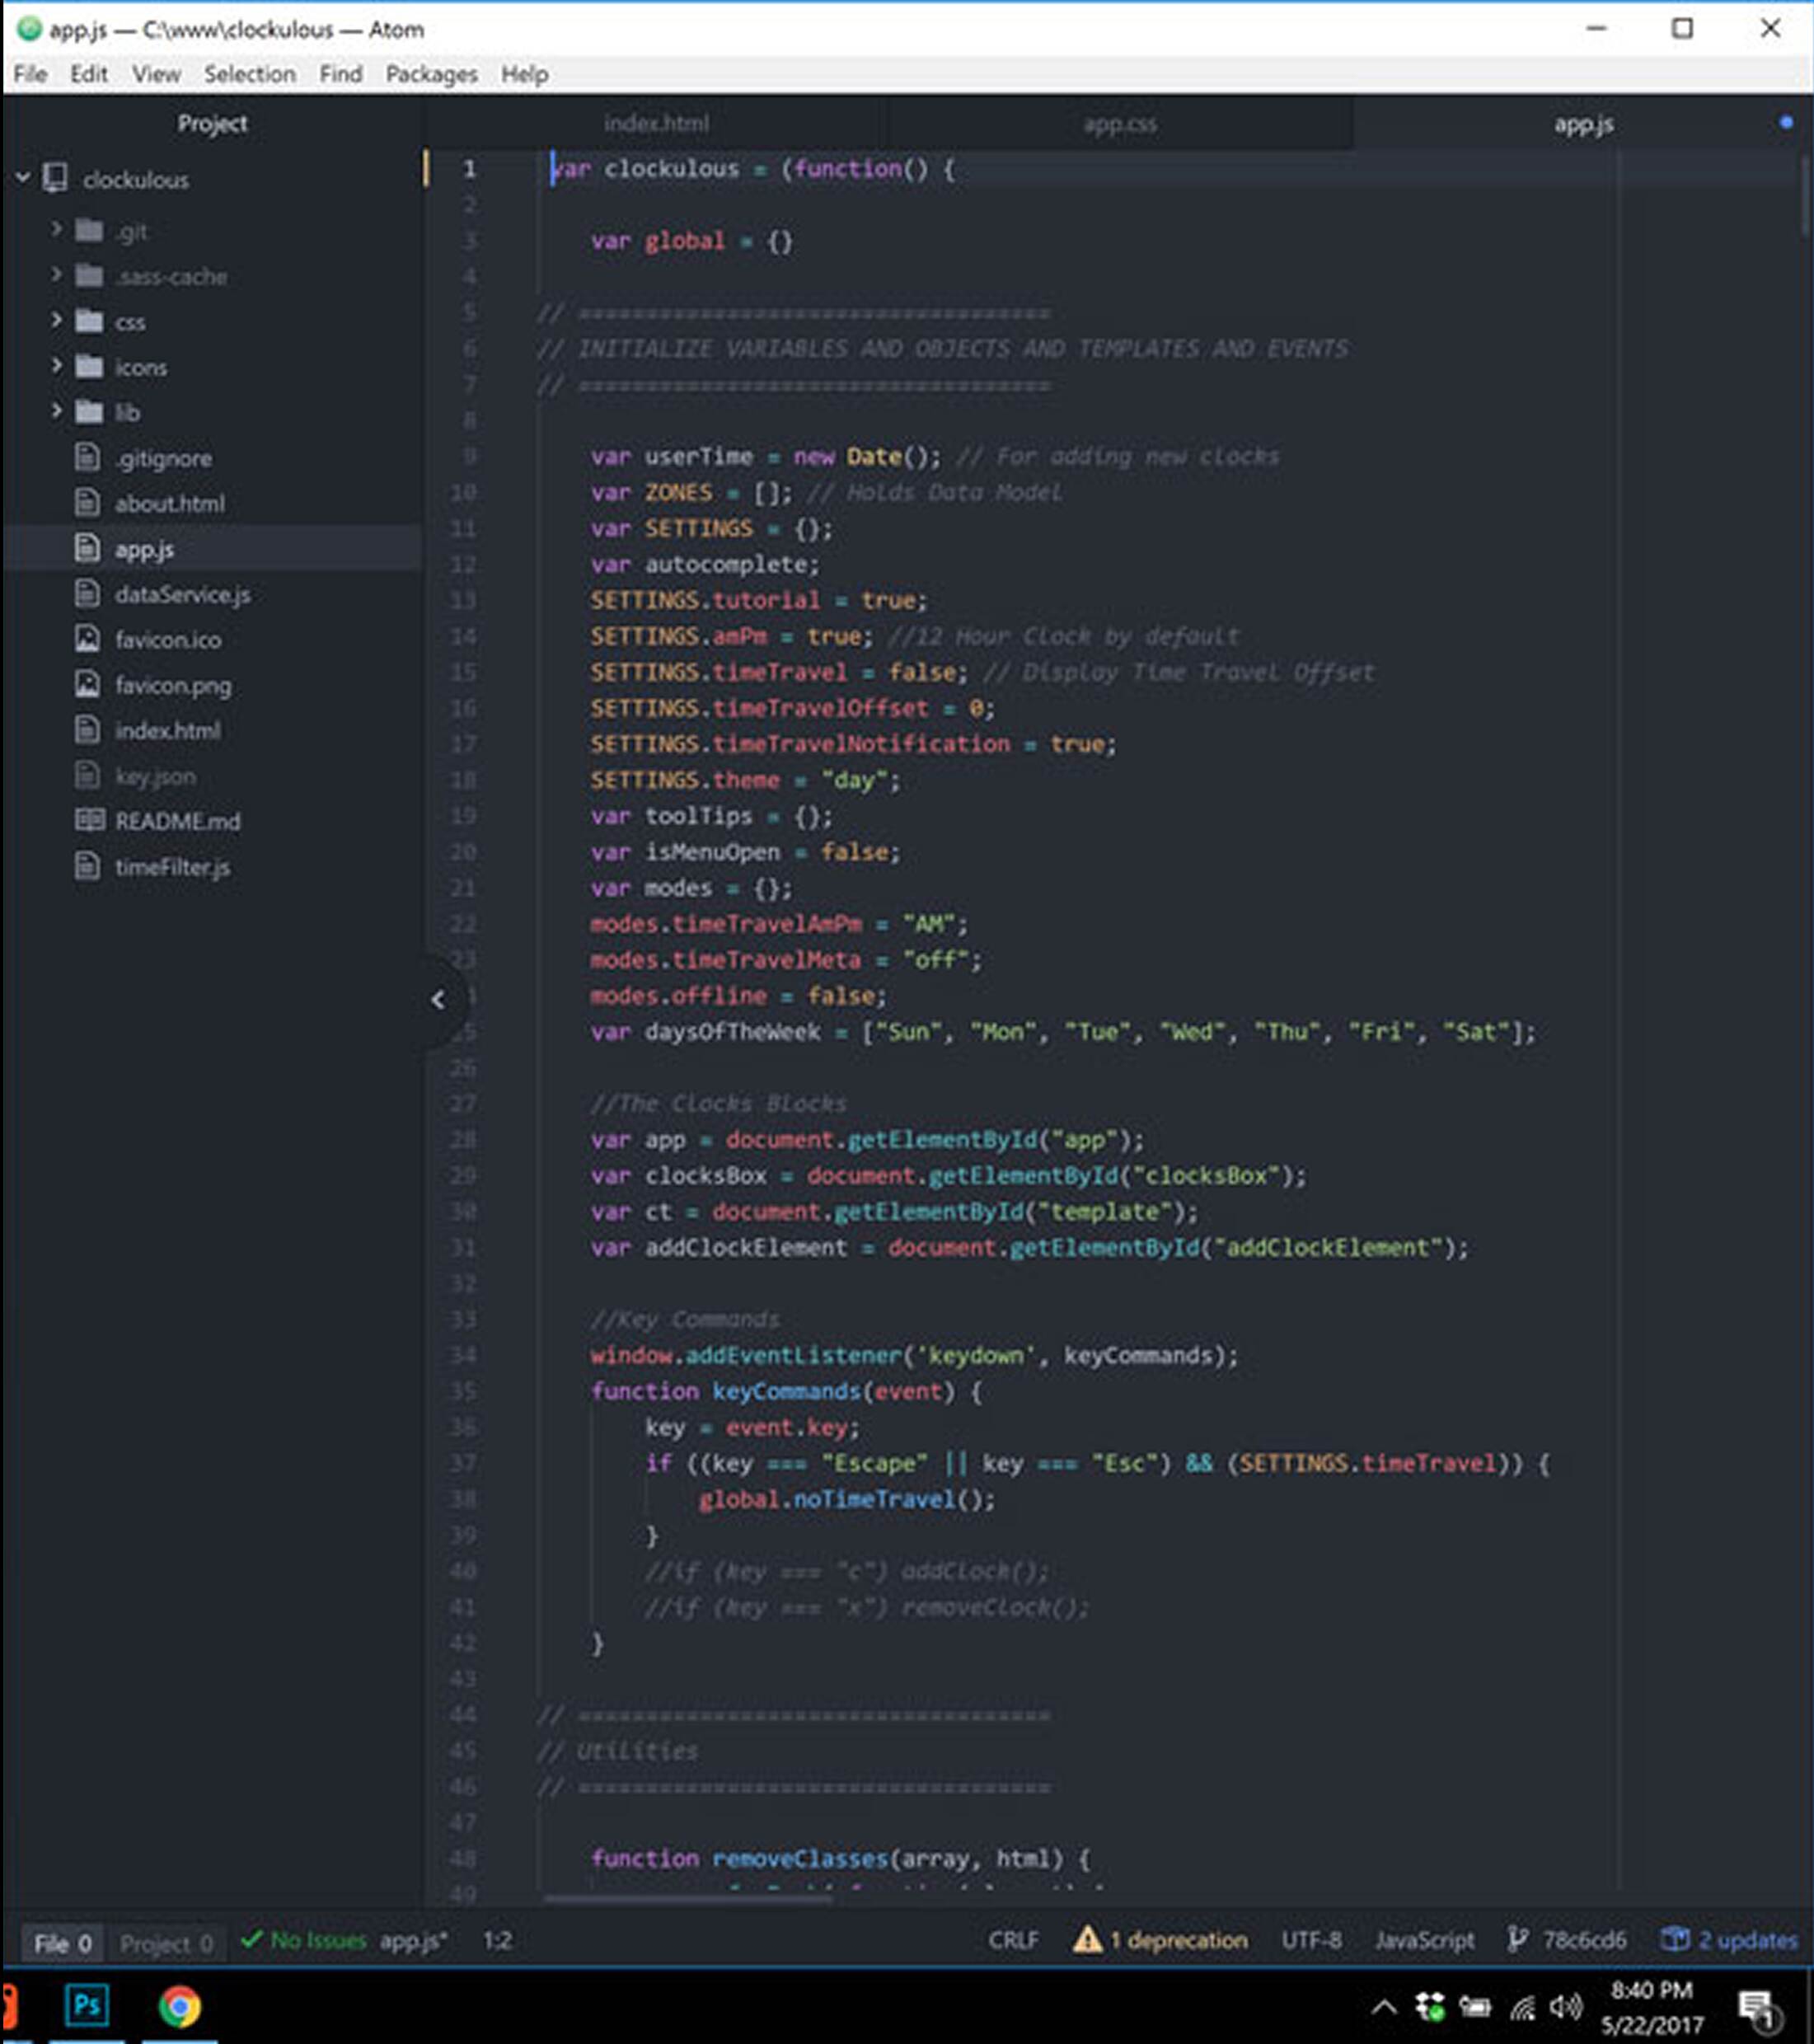 app.js — C:\www\clockulous — Atom
File Edit View Selection Find Packages Help
Project
clockulous
.git
.sass-cache
css
icons
lib
.gitignore
about.html
app.js
dataService.js
favicon.ico
favicon.png
index.html
key.json
README.md
timeFilter.js
index.html app.css app.js
1 var clockulous = (function() {
2
3 var global = {}
4
5 // ===================================
6 // INITIALIZE VARIABLES AND OBJECTS AND TEMPLATES AND EVENTS
7 // ===================================
8
9 var userTime = new Date(); // For adding new clocks
10 var ZONES = []; // Holds Data Model
11 var SETTINGS = {};
12 var autocomplete;
13 SETTINGS.tutorial = true;
14 SETTINGS.amPm = true; //12 Hour Clock by default
15 SETTINGS.timeTravel = false; // Display Time Travel Offset
16 SETTINGS.timeTravelOffset = 0;
17 SETTINGS.timeTravelNotification = true;
18 SETTINGS.theme = "day";
19 var toolTips = {};
20 var isMenuOpen = false;
21 var modes = {};
22 modes.timeTravelAmPm = "AM";
23 modes.timeTravelMeta = "off";
modes.offline = false;
25 var daysOfTheWeek = ["Sun", "Mon", "Tue", "Wed", "Thu", "Fri", "Sat"];
26
27 //The Clocks Blocks
28 var app = document.getElementById("app");
29 var clocksBox = document.getElementById("clocksBox");
30 var ct = document.getElementById("template");
31 var addClockElement = document.getElementById("addClockElement");
32
33 //Key Commands
34 window.addEventListener('keydown', keyCommands);
35 function keyCommands(event) {
36 key = event.key;
37 if ((key === "Escape" || key === "Esc") && (SETTINGS.timeTravel)) {
38 global.noTimeTravel();
39 }
40 //if (key === "c") addClock();
41 //if (key === "x") removeClock();
42 }
43
44 // ===================================
45 // Utilities
46 // ===================================
47
48 function removeClasses(array, html) {
49
File 0 Project 0 No Issues app.js* 1:2 CRLF 1 deprecation UTF-8 JavaScript 78c6cd6 2 updates
Ps
8:40 PM
5/22/2017
1